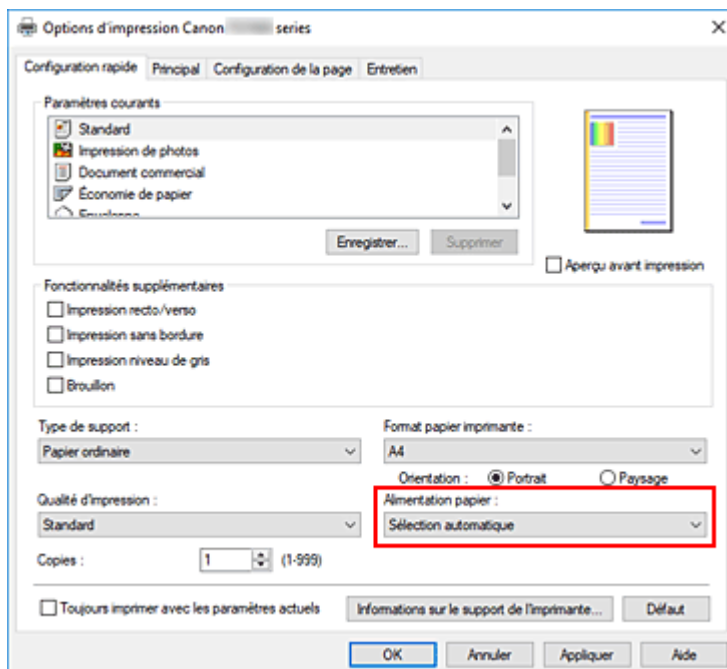 Options d'impression Canon series
Configuration rapide Principal Configuration de la page Entretien
Paramètres courants
Standard
Impression de photos
Document commercial
Économie de papier
Enregistrer... Supprimer
Aperçu avant impression
Fonctionnalités supplémentaires
Impression recto/verso
Impression sans bordure
Impression niveau de gris
Brouillon
Type de support : Format papier imprimante :
Papier ordinaire A4
Orientation : Portrait Paysage
Qualité d'impression : Alimentation papier :
Standard Sélection automatique
Copies : 1 (1-999)
Toujours imprimer avec les paramètres actuels Informations sur le support de l'imprimante... Défaut
OK Annuler Appliquer Aide